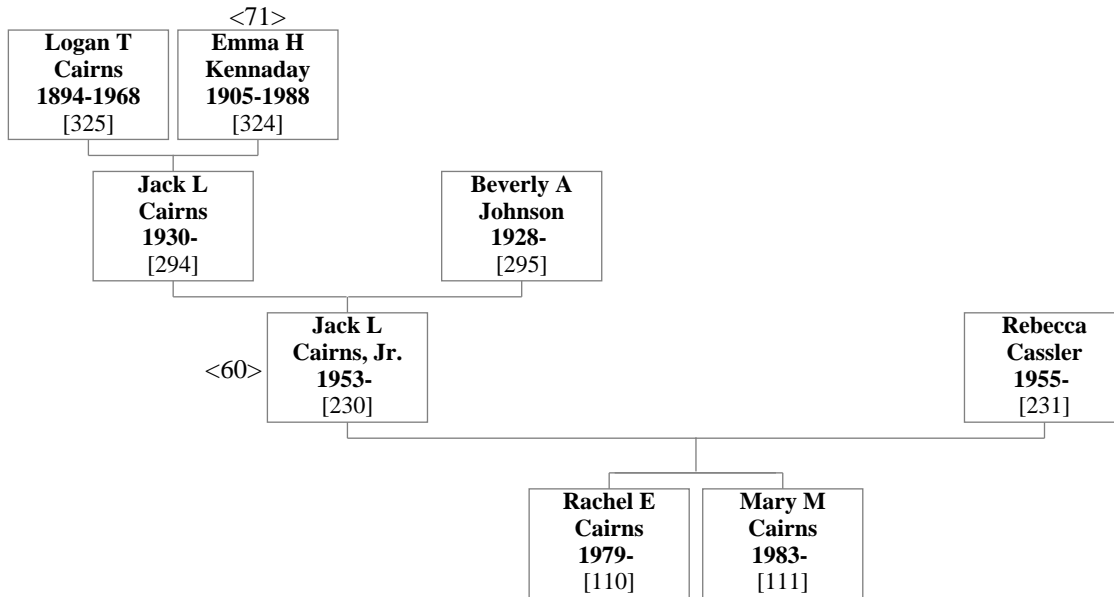 <71>
Logan T
Cairns
1894-1968
[325]
Emma H
Kennaday
1905-1988
[324]
Jack L
Cairns
1930-
[294]
Beverly A
Johnson
1928-
[295]
<60>
Jack L
Cairns, Jr.
1953-
[230]
Rebecca
Cassler
1955-
[231]
Rachel E
Cairns
1979-
[110]
Mary M
Cairns
1983-
[111]